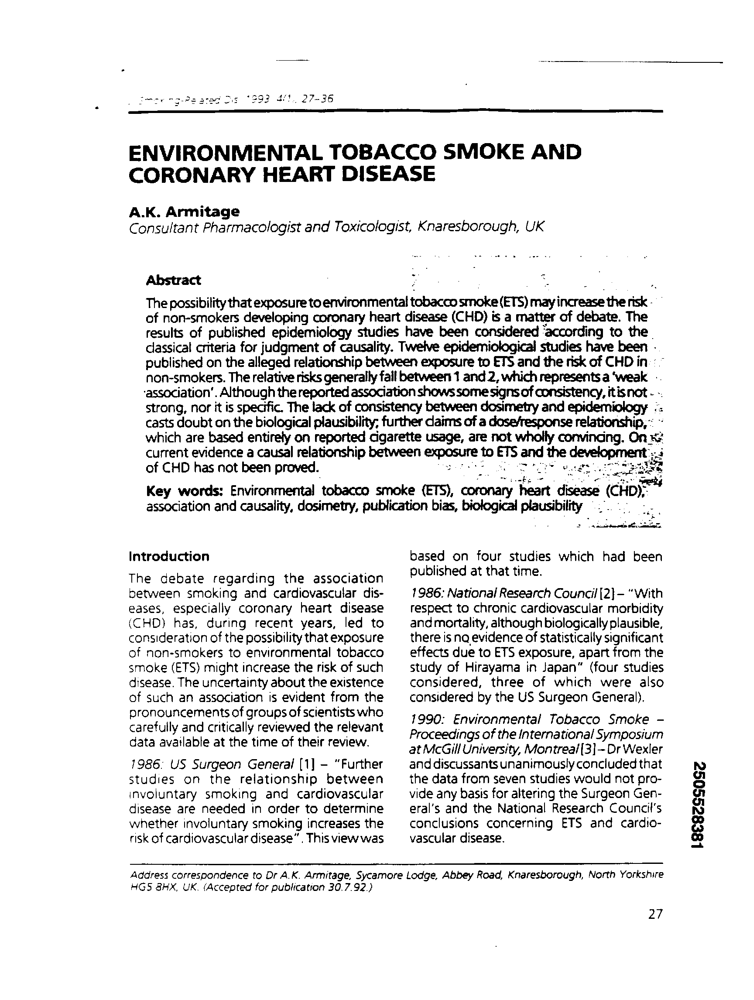 Smoking-Related Dis. 1993 4(1), 27–36
ENVIRONMENTAL TOBACCO SMOKE AND
CORONARY HEART DISEASE
A.K. Armitage
Consultant Pharmacologist and Toxicologist, Knaresborough, UK
Abstract
The possibility that exposure to environmental tobacco smoke (ETS) may increase the risk
of non-smokers developing coronary heart disease (CHD) is a matter of debate. The
results of published epidemiology studies have been considered according to the
classical criteria for judgment of causality. Twelve epidemiological studies have been
published on the alleged relationship between exposure to ETS and the risk of CHD in
non-smokers. The relative risks generally fall between 1 and 2, which represents a 'weak
association'. Although the reported association shows some signs of consistency, it is not
strong, nor it is specific. The lack of consistency between dosimetry and epidemiology
casts doubt on the biological plausibility; further claims of a dose/response relationship,
which are based entirely on reported cigarette usage, are not wholly convincing. On
current evidence a causal relationship between exposure to ETS and the development
of CHD has not been proved.
Key words: Environmental tobacco smoke (ETS), coronary heart disease (CHD),
association and causality, dosimetry, publication bias, biological plausibility
Introduction
The debate regarding the association
between smoking and cardiovascular dis-
eases, especially coronary heart disease
(CHD) has, during recent years, led to
consideration of the possibility that exposure
of non-smokers to environmental tobacco
smoke (ETS) might increase the risk of such
disease. The uncertainty about the existence
of such an association is evident from the
pronouncements of groups of scientists who
carefully and critically reviewed the relevant
data available at the time of their review.
1986: US Surgeon General [1] – "Further
studies on the relationship between
involuntary smoking and cardiovascular
disease are needed in order to determine
whether involuntary smoking increases the
risk of cardiovascular disease". This view was
based on four studies which had been
published at that time.
1986: National Research Council [2] – "With
respect to chronic cardiovascular morbidity
and mortality, although biologically plausible,
there is no evidence of statistically significant
effects due to ETS exposure, apart from the
study of Hirayama in Japan" (four studies
considered, three of which were also
considered by the US Surgeon General).
1990: Environmental Tobacco Smoke –
Proceedings of the International Symposium
at McGill University, Montreal [3] – Dr Wexler
and discussants unanimously concluded that
the data from seven studies would not pro-
vide any basis for altering the Surgeon Gen-
eral's and the National Research Council's
conclusions concerning ETS and cardio-
vascular disease.
Address correspondence to Dr A.K. Armitage, Sycamore Lodge, Abbey Road, Knaresborough, North Yorkshire
HG5 8HX, UK. (Accepted for publication 30.7.92.)
27
2505528381